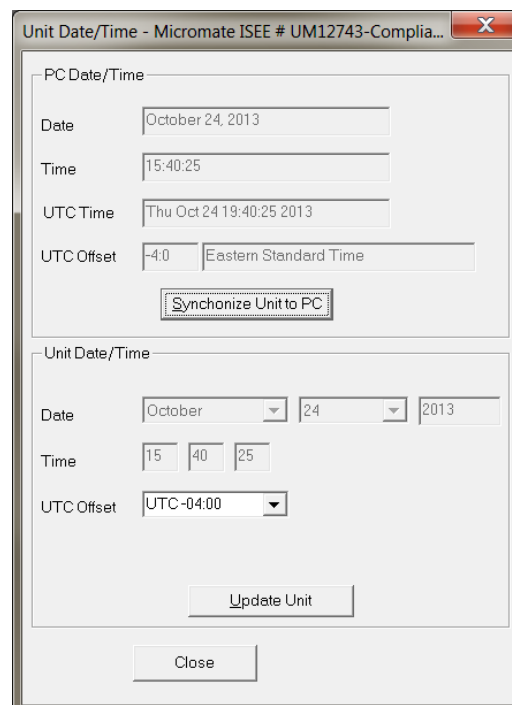 Unit Date/Time - Micromate ISEE # UM12743-Complia...
PC Date/Time
Date October 24, 2013
Time 15:40:25
UTC Time Thu Oct 24 19:40:25 2013
UTC Offset -4:0 Eastern Standard Time
Synchonize Unit to PC
Unit Date/Time
Date October 24 2013
Time 15 40 25
UTC Offset UTC-04:00
Update Unit
Close